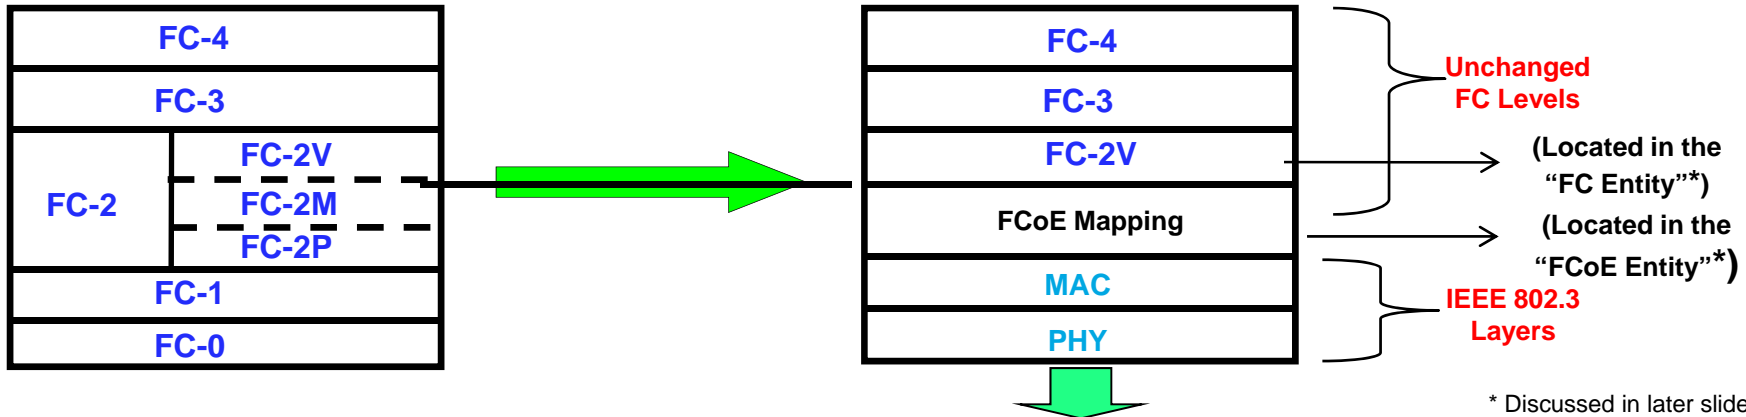 FC-4
FC-3
FC-2
FC-2V
FC-2M
FC-2P
FC-1
FC-0
FC-4
FC-3
FC-2V
FCoE Mapping
MAC
PHY
Unchanged
FC Levels
(Located in the
“FC Entity”*)
(Located in the
“FCoE Entity”*)
IEEE 802.3
Layers
* Discussed in later slide